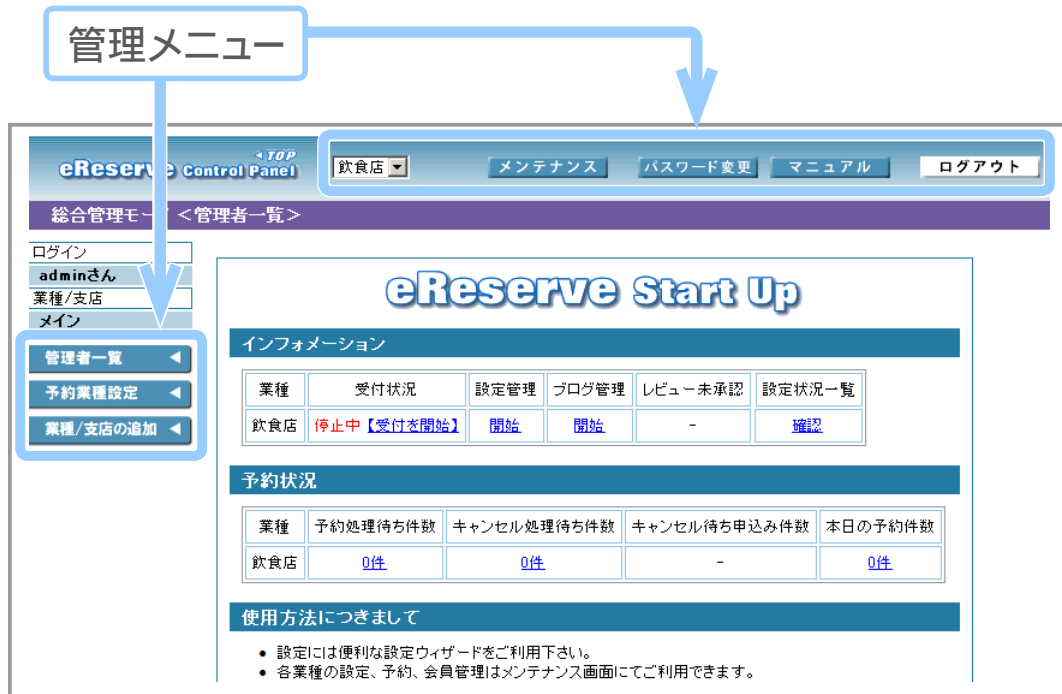 管理メニュー
eReserve Control Panel
◂TOP
飲食店
メンテナンス
パスワード変更
マニュアル
ログアウト
総合管理モー <管理者一覧>
ログイン
adminさん
業種/支店
メイン
管理者一覧
予約業種設定
業種/支店の追加
eReserve Start Up
インフォメーション
業種 受付状況 設定管理 ブログ管理 レビュー未承認 設定状況一覧
飲食店 停止中【受付を開始】 開始 開始 - 確認
予約状況
業種 予約処理待ち件数 キャンセル処理待ち件数 キャンセル待ち申込み件数 本日の予約件数
飲食店 0件 0件 - 0件
使用方法につきまして
● 設定には便利な設定ウィザードをご利用下さい。
● 各業種の設定、予約、会員管理はメンテナンス画面にてご利用できます。